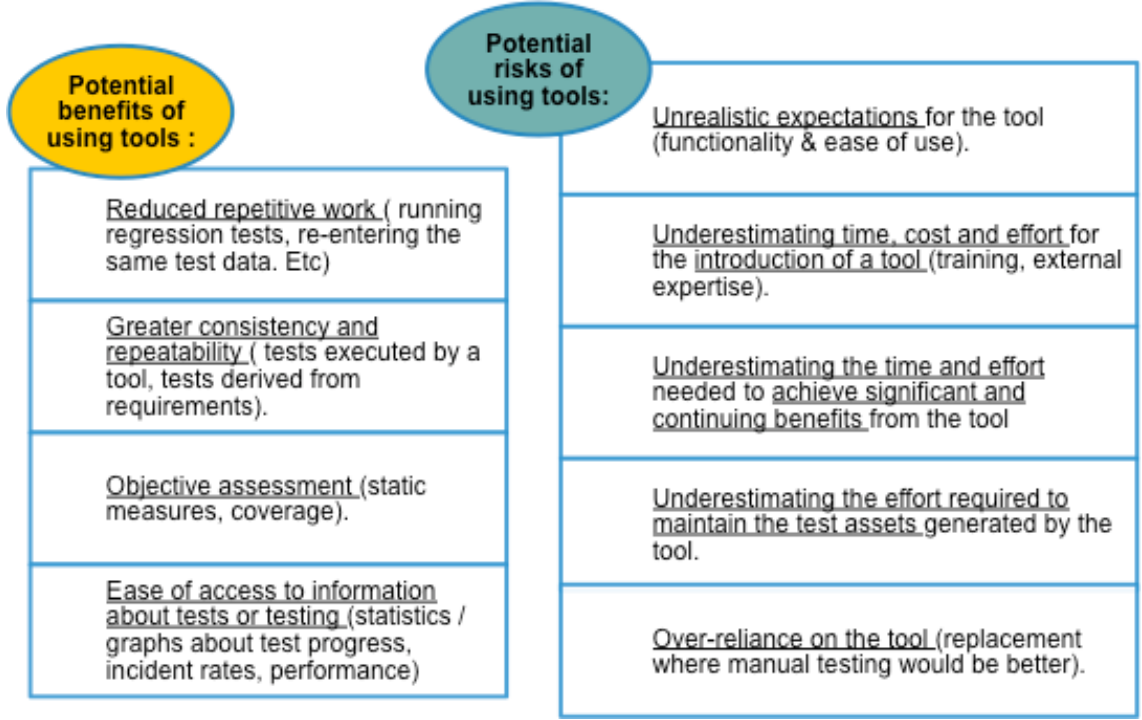 Potential
benefits of
using tools :
Reduced repetitive work ( running
regression tests, re-entering the
same test data. Etc)
Greater consistency and
repeatability ( tests executed by a
tool, tests derived from
requirements).
Objective assessment (static
measures, coverage).
Ease of access to information
about tests or testing (statistics /
graphs about test progress,
incident rates, performance)
Potential
risks of
using tools:
Unrealistic expectations for the tool
(functionality & ease of use).
Underestimating time, cost and effort for
the introduction of a tool (training, external
expertise).
Underestimating the time and effort
needed to achieve significant and
continuing benefits from the tool
Underestimating the effort required to
maintain the test assets generated by the
tool.
Over-reliance on the tool (replacement
where manual testing would be better).